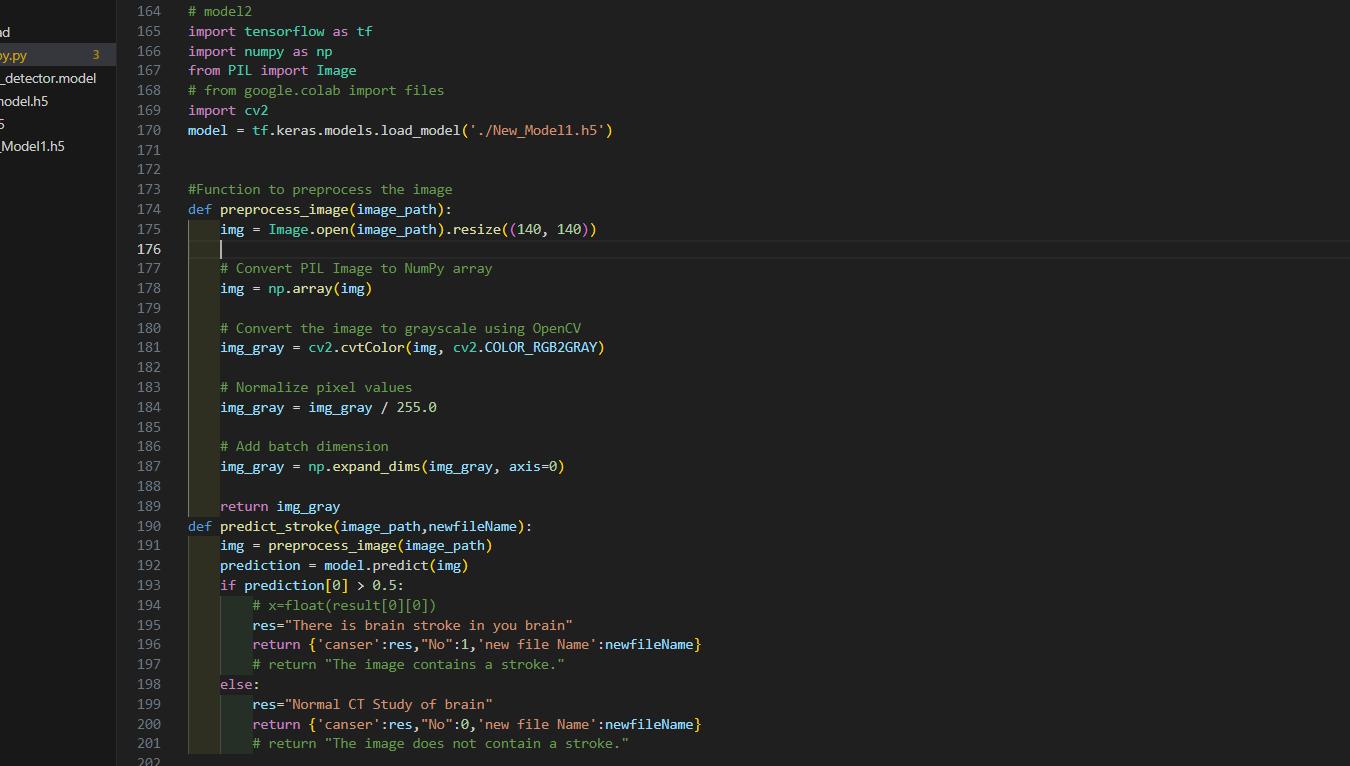 ad
py.py 3
_detector.model
model.h5
5
_Model1.h5
164 # model2
165 import tensorflow as tf
166 import numpy as np
167 from PIL import Image
168 # from google.colab import files
169 import cv2
170 model = tf.keras.models.load_model('./New_Model1.h5')
171
172
173 #Function to preprocess the image
174 def preprocess_image(image_path):
175     img = Image.open(image_path).resize((140, 140))
176
177     # Convert PIL Image to NumPy array
178     img = np.array(img)
179
180     # Convert the image to grayscale using OpenCV
181     img_gray = cv2.cvtColor(img, cv2.COLOR_RGB2GRAY)
182
183     # Normalize pixel values
184     img_gray = img_gray / 255.0
185
186     # Add batch dimension
187     img_gray = np.expand_dims(img_gray, axis=0)
188
189     return img_gray
190 def predict_stroke(image_path,newfileName):
191     img = preprocess_image(image_path)
192     prediction = model.predict(img)
193     if prediction[0] > 0.5:
194         # x=float(result[0][0])
195         res="There is brain stroke in you brain"
196         return {'canser':res,"No":1,'new file Name':newfileName}
197         # return "The image contains a stroke."
198     else:
199         res="Normal CT Study of brain"
200         return {'canser':res,"No":0,'new file Name':newfileName}
201         # return "The image does not contain a stroke."
202